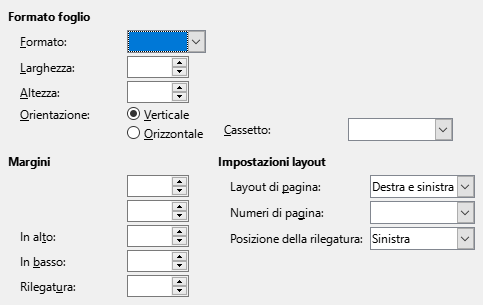 Formato foglio
Formato:
Larghezza:
Altezza:
Orientazione: Verticale
Orizzontale Cassetto:
Margini Impostazioni layout
Layout di pagina: Destra e sinistra
Numeri di pagina:
In alto: Posizione della rilegatura: Sinistra
In basso:
Rilegatura: